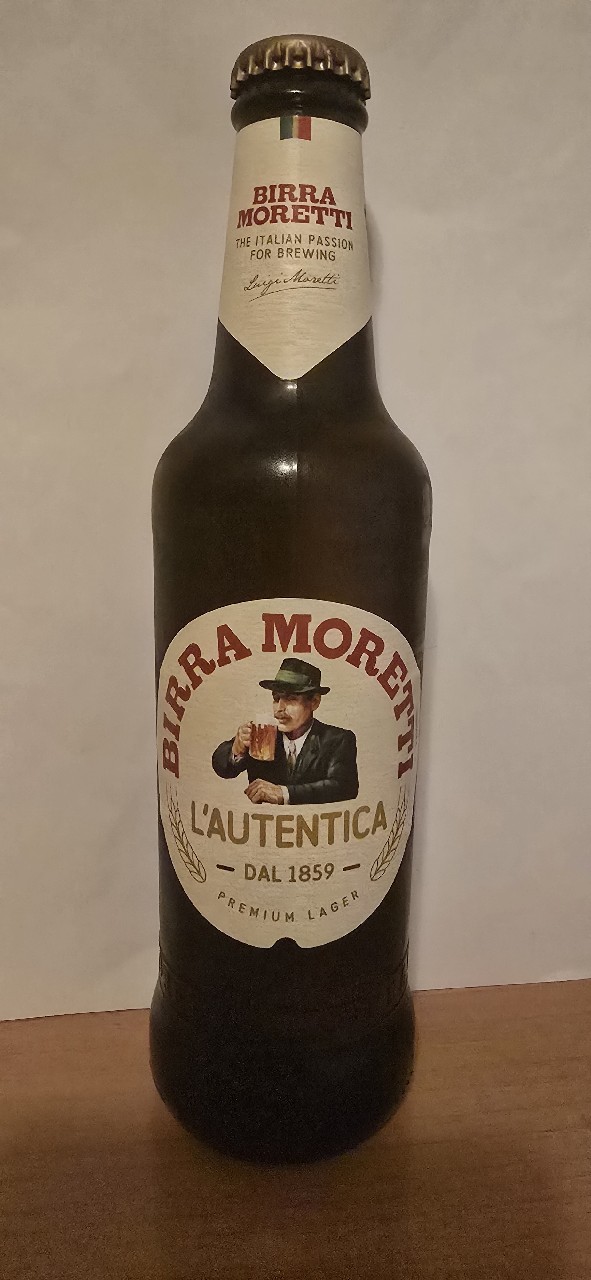 BIRRA
MORETTI
THE ITALIAN PASSION
FOR BREWING
Luigi Moretti
BIRRA MORETTI
L'AUTENTICA
DAL 1859
PREMIUM LAGER